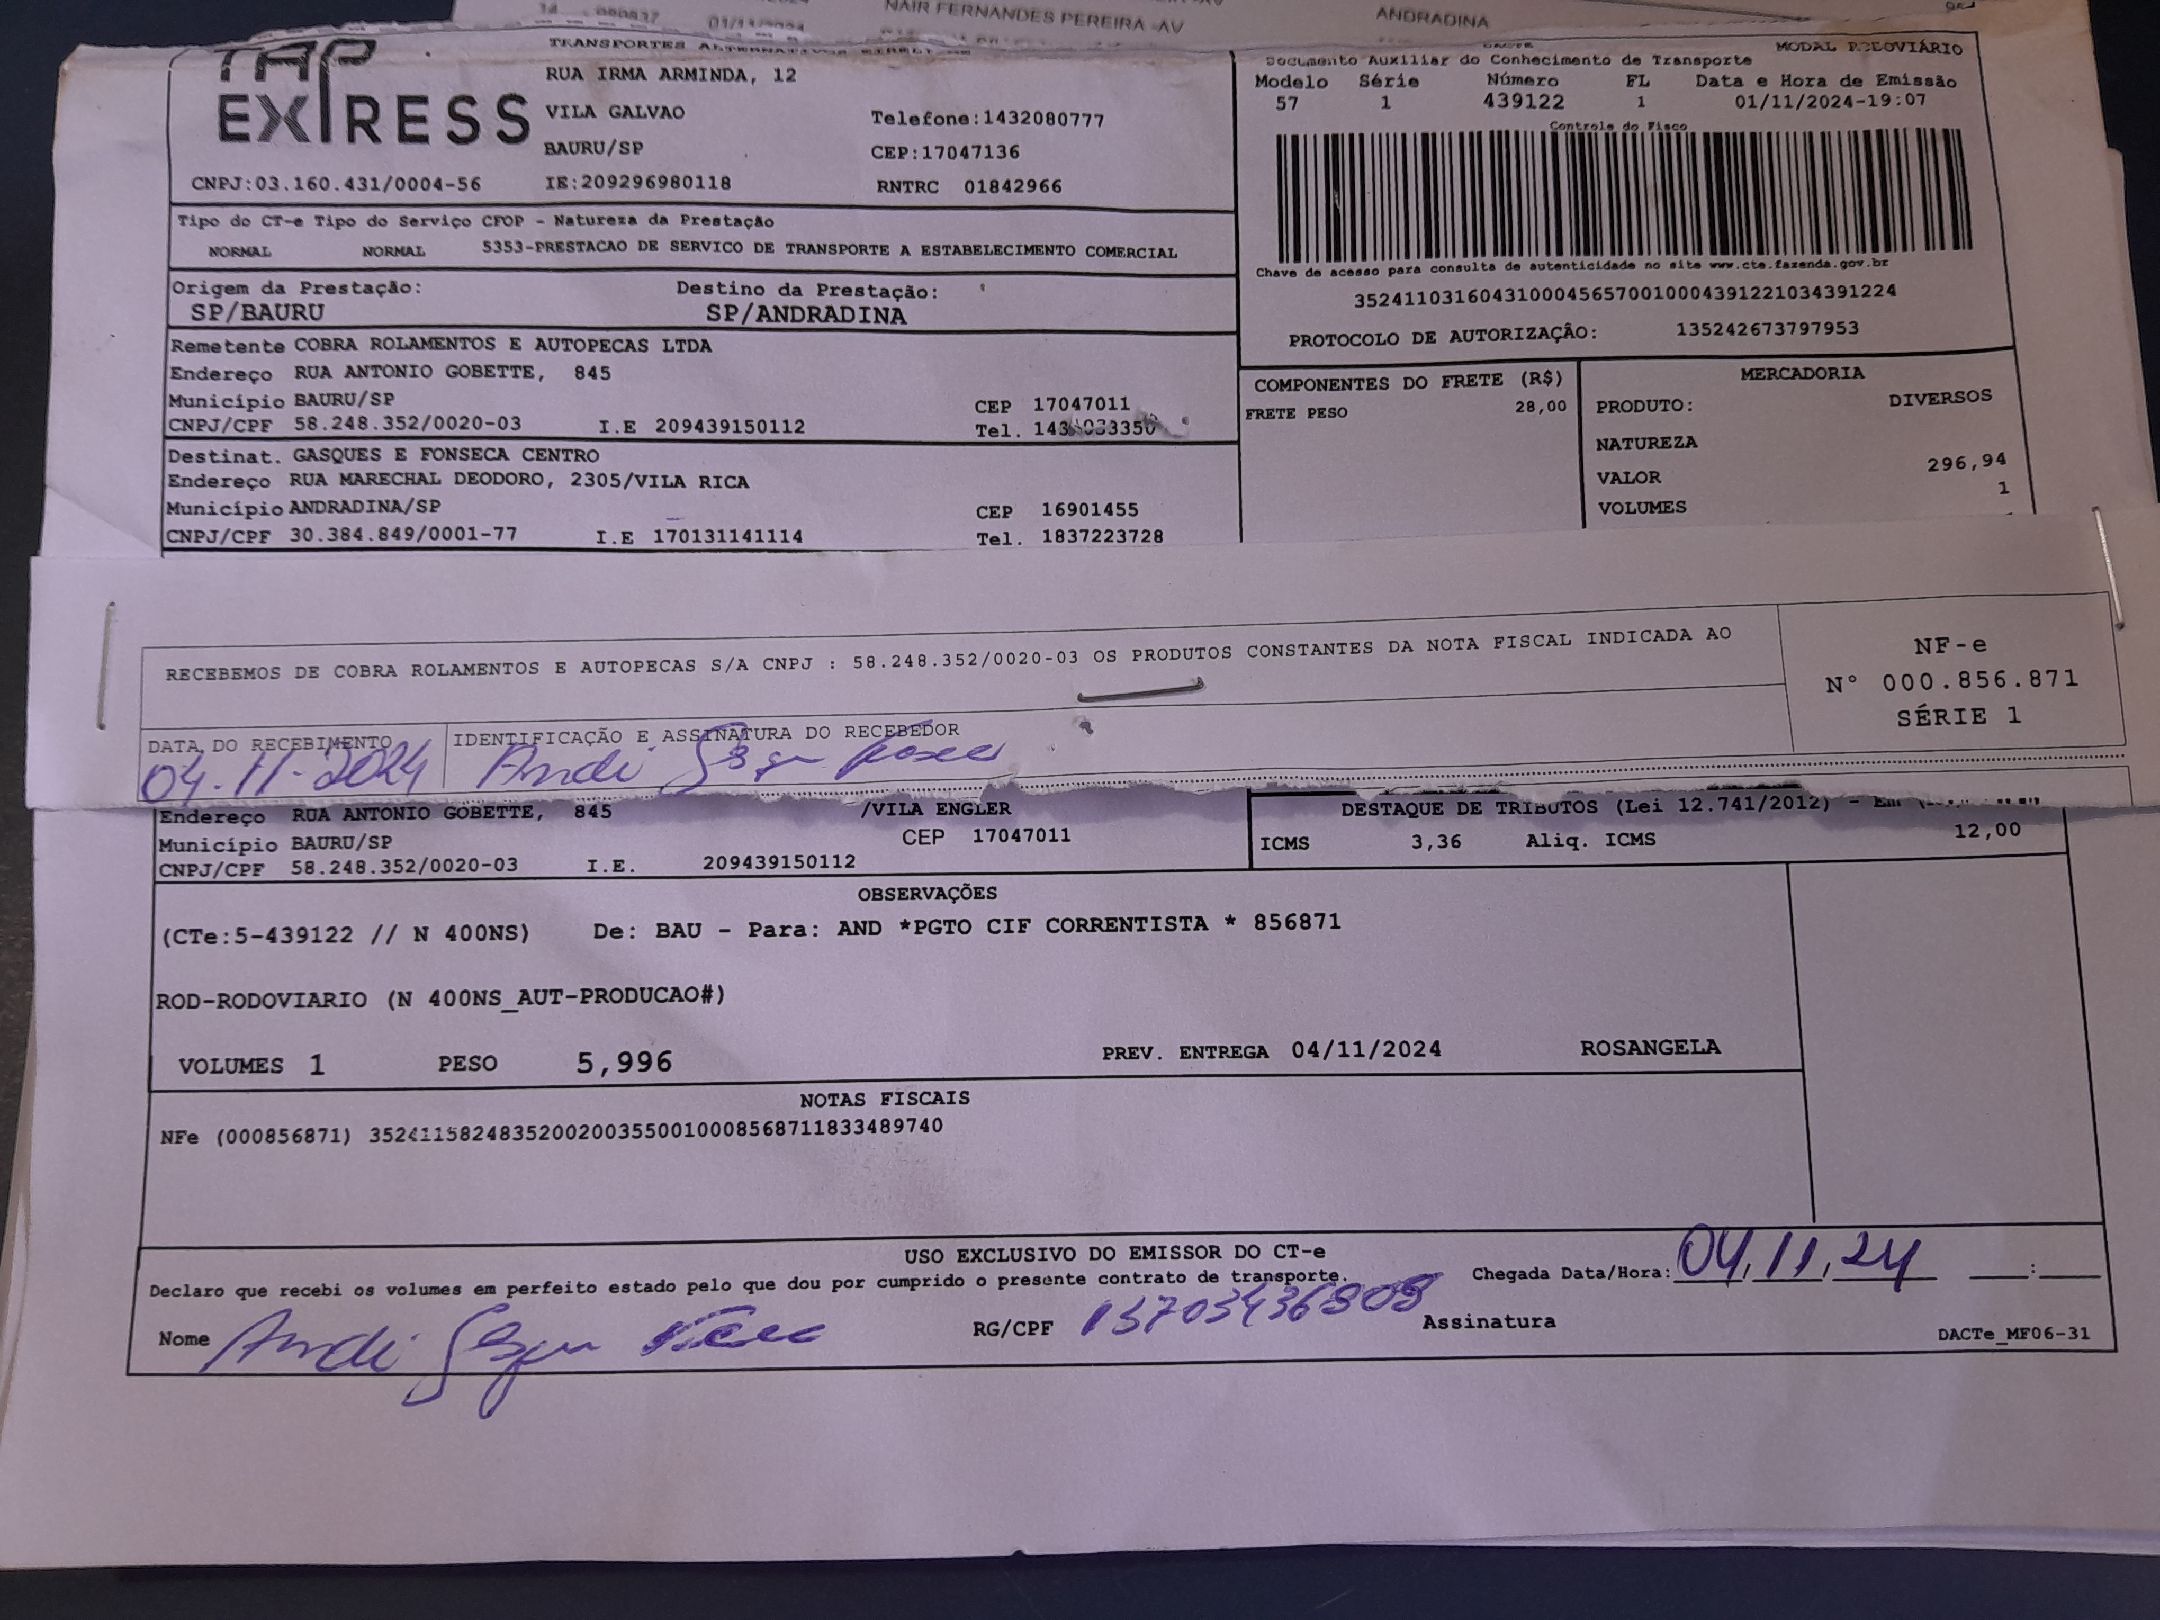 NAIR FERNANDES PEREIRA -AV ANDRADINA
01/11/2024
TAP EXPRESS
TRANSPORTES ALTERNATIVOS
RUA IRMA ARMINDA, 12
VILA GALVAO Telefone:1432080777
BAURU/SP CEP:17047136
CNPJ:03.160.431/0004-56 IE:209296980118 RNTRC 01842966
MODAL RODOVIÁRIO
Documento Auxiliar do Conhecimento de Transporte
Modelo Série Número FL Data e Hora de Emissão
57 1 439122 1 01/11/2024-19:07
Controle do Fisco
Chave de acesso para consulta de autenticidade no site www.cte.fazenda.gov.br
35241103160431000456570010004391221034391224
PROTOCOLO DE AUTORIZAÇÂO: 135242673797953
Tipo do CT-e Tipo do Serviço CFOP - Natureza da Prestação
NORMAL NORMAL 5353-PRESTACAO DE SERVICO DE TRANSPORTE A ESTABELECIMENTO COMERCIAL
Origem da Prestação: Destino da Prestação:
SP/BAURU SP/ANDRADINA
Remetente COBRA ROLAMENTOS E AUTOPECAS LTDA
Endereço RUA ANTONIO GOBETTE, 845
Município BAURU/SP CEP 17047011
CNPJ/CPF 58.248.352/0020-03 I.E 209439150112 Tel.
Destinat. GASQUES E FONSECA CENTRO
Endereço RUA MARECHAL DEODORO, 2305/VILA RICA
Município ANDRADINA/SP CEP 16901455
CNPJ/CPF 30.384.849/0001-77 I.E 170131141114 Tel. 1837223728
COMPONENTES DO FRETE (R$)
FRETE PESO 28,00
MERCADORIA
PRODUTO: DIVERSOS
NATUREZA
VALOR 296,94
VOLUMES 1
RECEBEMOS DE COBRA ROLAMENTOS E AUTOPECAS S/A CNPJ : 58.248.352/0020-03 OS PRODUTOS CONSTANTES DA NOTA FISCAL INDICADA AO
NF-e
N° 000.856.871
SÉRIE 1
DATA DO RECEBIMENTO IDENTIFICAÇÃO E ASSINATURA DO RECEBEDOR
04.11.2024
Endereço RUA ANTONIO GOBETTE, 845 /VILA ENGLER
Município BAURU/SP CEP 17047011
CNPJ/CPF 58.248.352/0020-03 I.E. 209439150112
DESTAQUE DE TRIBUTOS (Lei 12.741/2012) - Em
ICMS 3,36 Aliq. ICMS 12,00
OBSERVAÇÕES
(CTe:5-439122 // N 400NS) De: BAU - Para: AND *PGTO CIF CORRENTISTA * 856871
ROD-RODOVIARIO (N 400NS_AUT-PRODUCAO#)
VOLUMES 1 PESO 5,996 PREV. ENTREGA 04/11/2024 ROSANGELA
NOTAS FISCAIS
NFe (000856871) 35241158248352002003550010008568711833489740
USO EXCLUSIVO DO EMISSOR DO CT-e
Declaro que recebi os volumes em perfeito estado pelo que dou por cumprido o presente contrato de transporte.
Chegada Data/Hora: 04,11,24 :
Nome RG/CPF Assinatura
DACTe_MF06-31